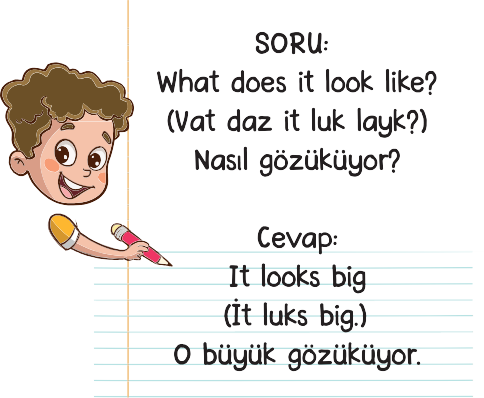 SORU:
What does it look like?
(Vat daz it luk layk?)
Nasıl gözüküyor?
Cevap:
It looks big
(İt luks big.)
O büyük gözüküyor.